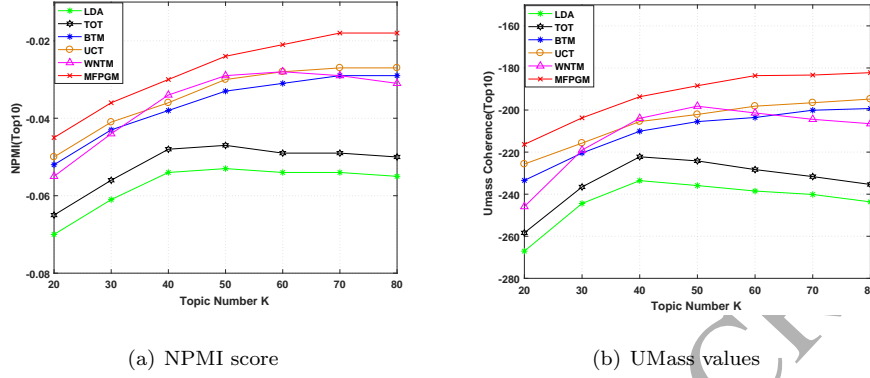 LDA
TOT
BTM
UCT
WNTM
MFPGM
NPMI(Top10)
-0.02
-0.04
-0.06
-0.08
20 30 40 50 60 70 80
Topic Number K
(a) NPMI score
LDA
TOT
BTM
UCT
WNTM
MFPGM
Umass Coherence(Top10)
-160
-180
-200
-220
-240
-260
-280
20 30 40 50 60 70 80
Topic Number K
(b) UMass values